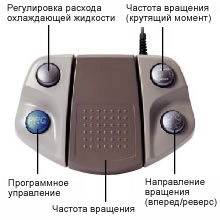 Регулировка расхода
охлаждающей жидкости
Частота вращения
(крутящий момент)
Программное
управление
Частота вращения
Направление
вращения
(вперед/реверс)